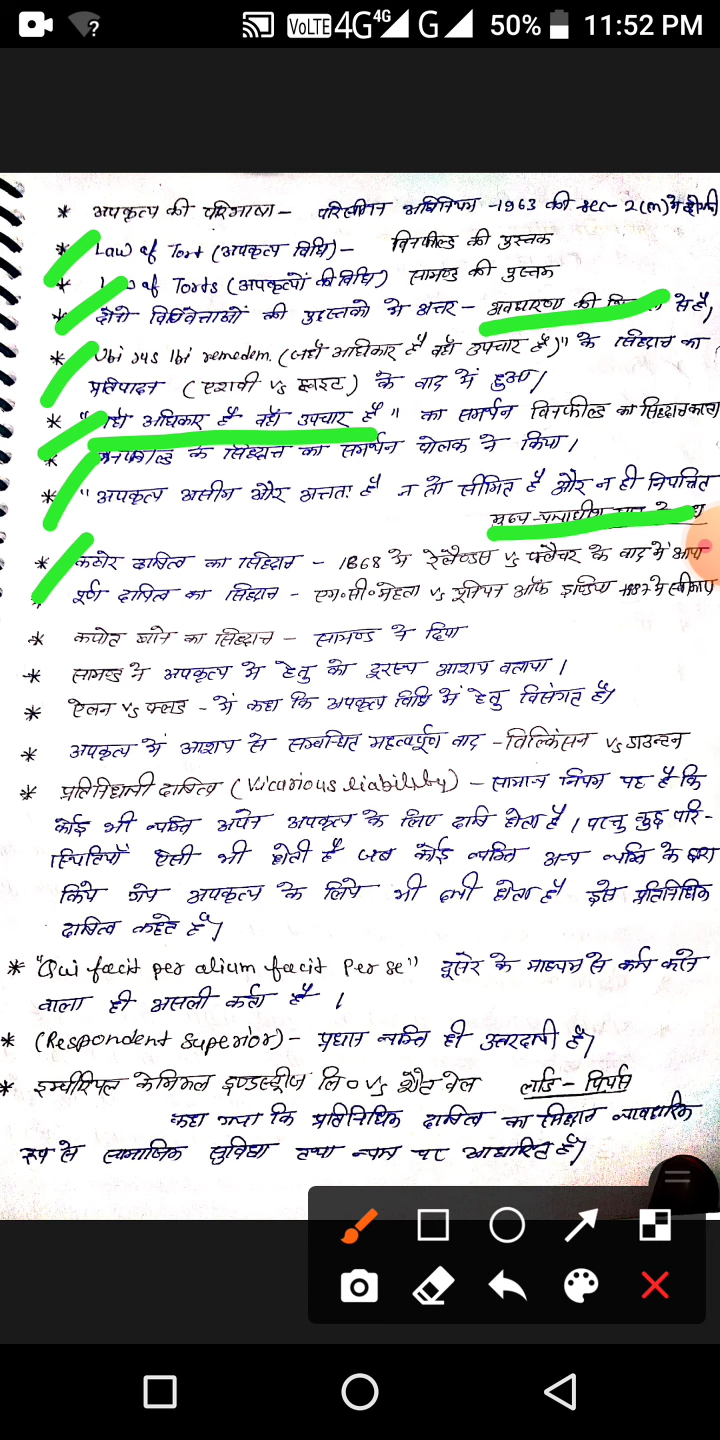 VoLTE 4G 4G G 50% 11:52 PM
* अपकृत्य की परिभाषा - परिसीमन अधिनियम -1963 की sec- 2(m) में दी गयी
* Law of Tort (अपकृत्य विधि) - विनफील्ड की पुस्तक
* of Torts (अपकृत्यों की विधि) सामण्ड की पुस्तक
* दोनों विधिवेत्ताओं की पुस्तको मे अन्तर - अवधारणा की से है,
* Ubi Jus Ibi remedem. (जहाँ अधिकार है वहाँ उपचार है)" के सिद्धान्त का
प्रतिपादन ( एशवी vs ह्वाइट) के वाद में हुआ।
* " अधिकार है वहाँ उपचार है " का समर्थन विनफील्ड का सिद्धान्त
* के सिद्धान्त का समर्थन पोलक ने किया।
* "अपकृत्य असीम और अनन्त है न तो सीमित है और न ही निश्चित
मुख्य न्यायाधीश
* कठोर दायित्व का सिद्धान्त - 1868 में रेलैण्डस vs फ्लैचर के वाद में आया
* पूर्ण दायित्व का सिद्धान्त - एम॰सी॰मेहता vs यूनियन ऑफ इण्डिया 1987 मे
* कपोत खाने का सिद्धान्त - सामण्ड ने दिया
* सामण्ड ने अपकृत्य मे हेतु को दूरस्थ आशय बताया।
* ऐलन vs फ्लड - में कहा कि अपकृत्य विधि में हेतु विसंगत है।
* अपकृत्य में आशय से सम्बन्धित महत्वपूर्ण वाद - विल्किंसन vs डाउन्टन
* प्रतिनिधायी दायित्व (Vicarious liability) - सामान्य नियम यह है कि
कोई भी व्यक्ति अपने अपकृत्य के लिए दायी होता है। परन्तु कुछ परि-
स्थितियाँ ऐसी भी होती है जब कोई व्यक्ति अन्य व्यक्ति के द्वारा
किये गये अपकृत्य के लिये भी दायी होता है इसे प्रतिनिधिक
दायित्व कहते है।
* "Qui facit per alium facit per se" दूसरे के माध्यम से कार्य करने
वाला ही असली कर्ता है ।
* (Respondent Superior) - प्रधान व्यक्ति ही उत्तरदायी है।
* इम्पीरियल केमिकल इण्डस्ट्रीज लि० vs शैटवेल लार्ड - पियर्स
कहा गया कि प्रतिनिधिक दायित्व का सिद्धान्त व्यावहारिक
रूप से सामाजिक सुविधा तथा न्याय पर आधारित है।